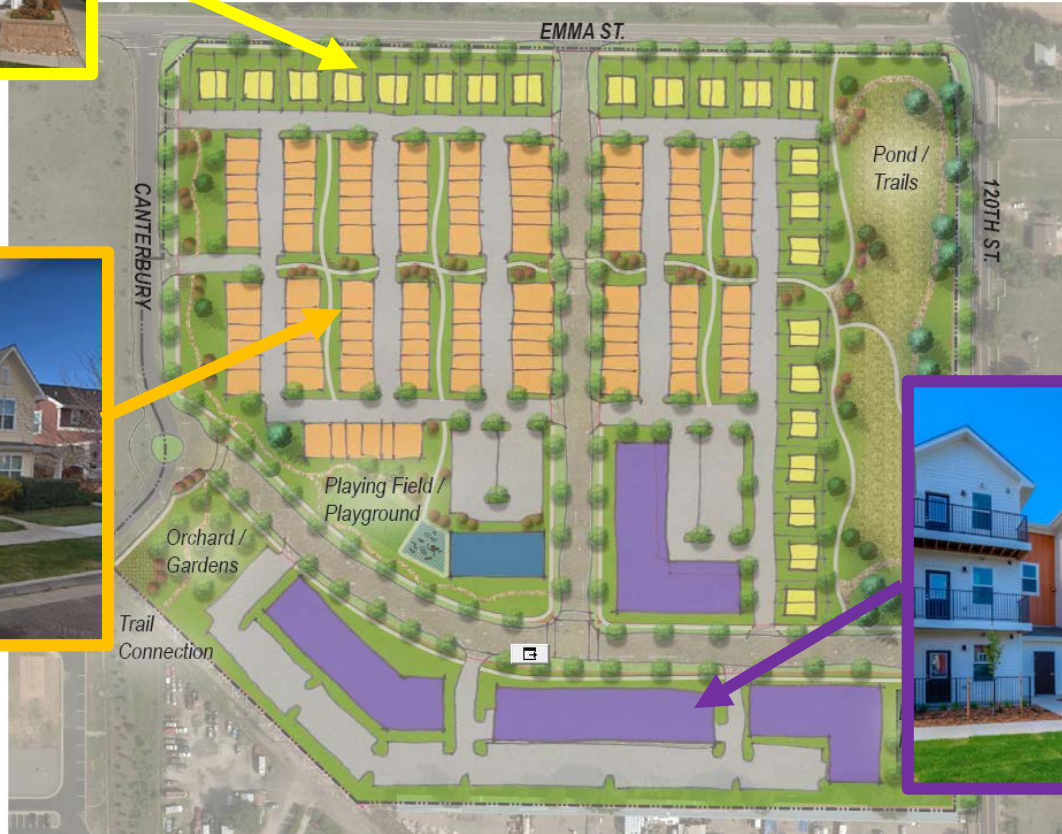 EMMA ST.
CANTERBURY
120TH ST.
Pond /
Trails
Playing Field /
Playground
Orchard /
Gardens
Trail
Connection